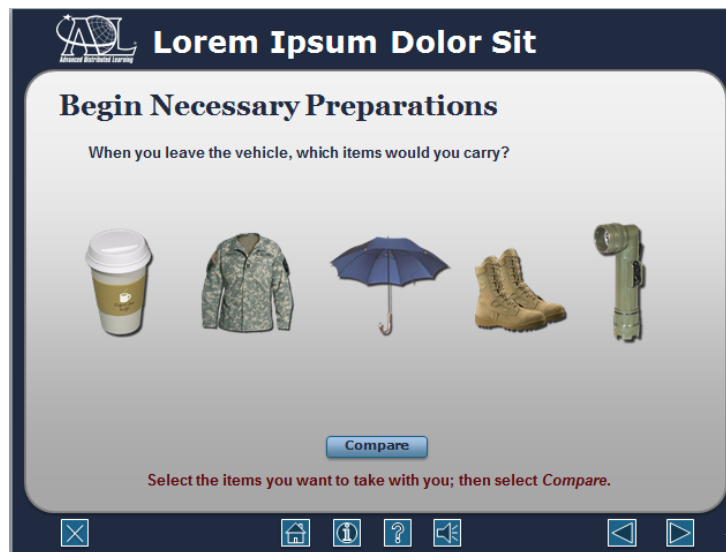 ADL
Advanced Distributed Learning
Lorem Ipsum Dolor Sit
Begin Necessary Preparations
When you leave the vehicle, which items would you carry?
Compare
Select the items you want to take with you; then select Compare.